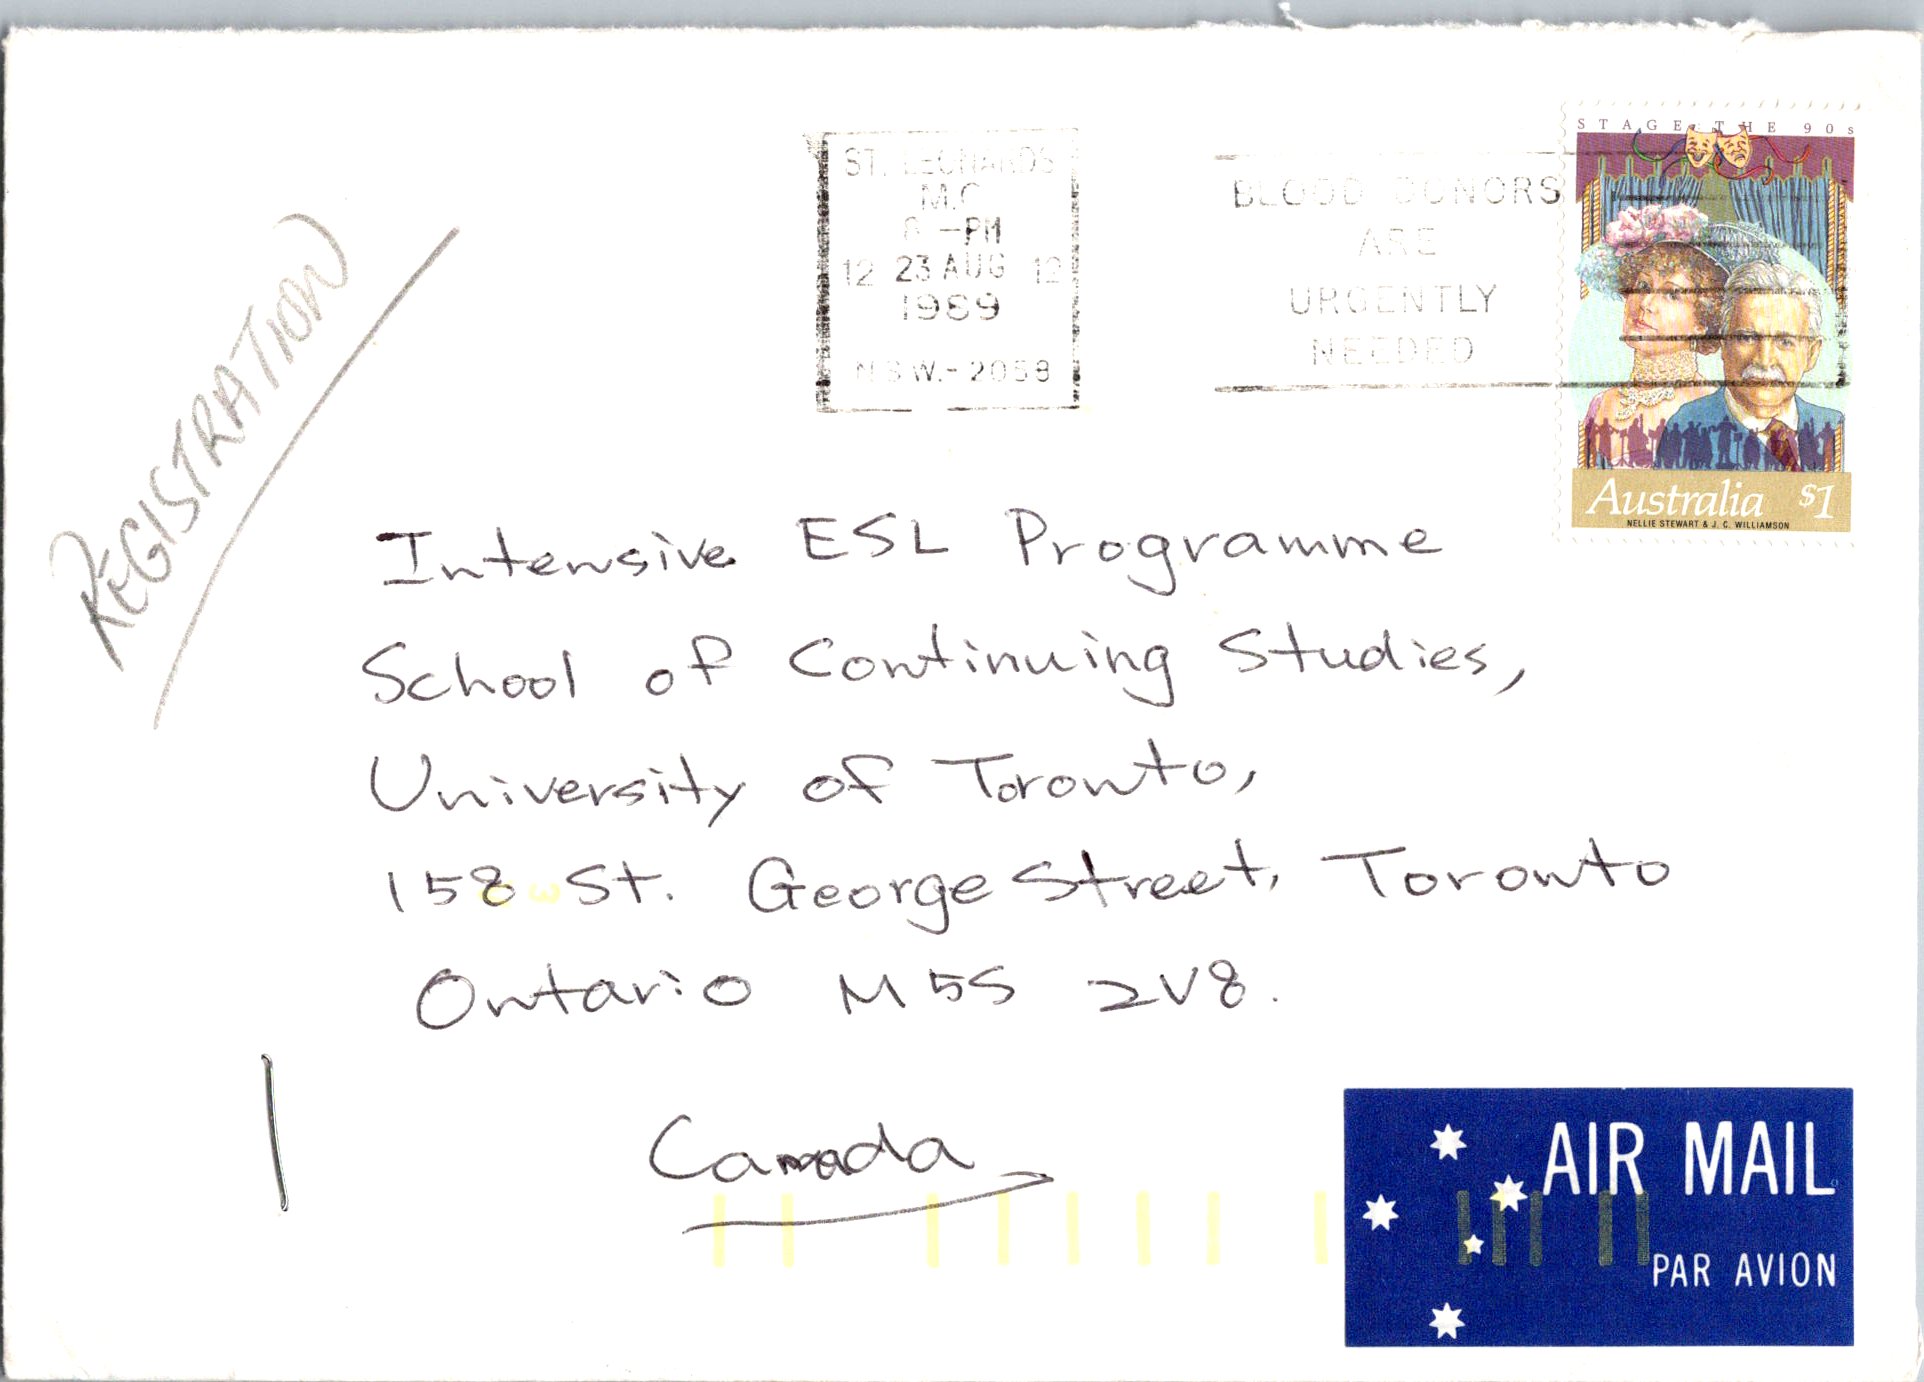 STAGE THE 90s
ST. LEONARDS
M.C
-PM
12 23 AUG 12
1989
N.S.W.-2058
BLOOD DONORS
ARE
URGENTLY
NEEDED
Australia $1
NELLIE STEWART & J. C. WILLIAMSON
REGISTRATION
Intensive ESL Programme
School of Continuing Studies,
University of Toronto,
158 St. George Street, Toronto
Ontario M5S 2V8.
Canada
AIR MAIL
PAR AVION